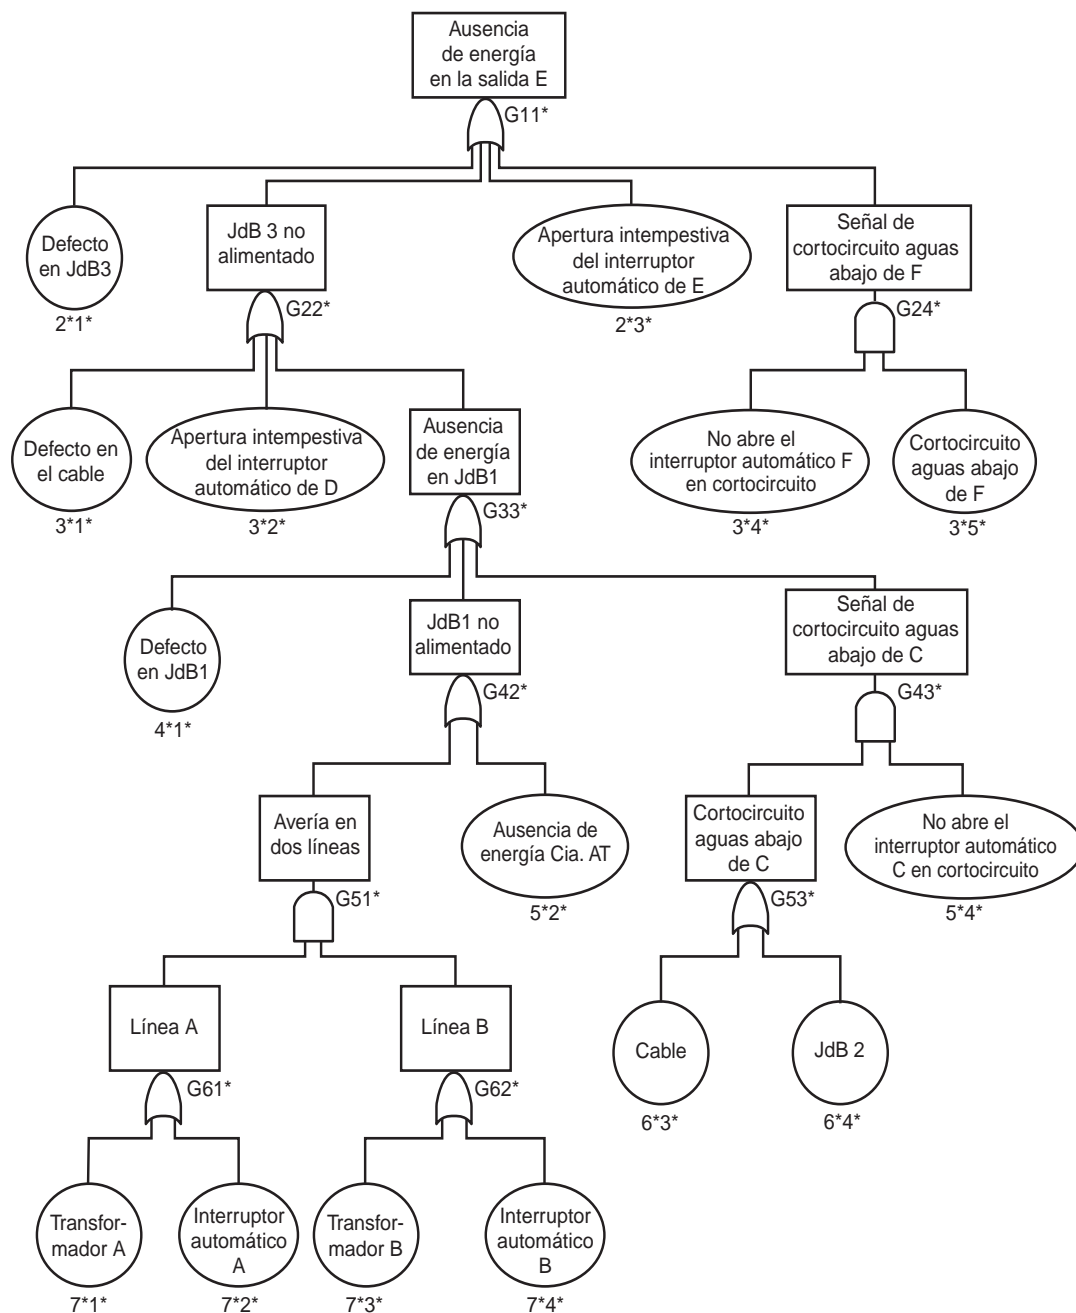 Ausencia
de energía
en la salida E
G11*
Defecto
en JdB3
2*1*
JdB 3 no
alimentado
G22*
Apertura intempestiva
del interruptor
automático de E
2*3*
Señal de
cortocircuito aguas
abajo de F
G24*
Defecto en
el cable
3*1*
Apertura intempestiva
del interruptor
automático de D
3*2*
Ausencia
de energía
en JdB1
G33*
No abre el
interruptor automático F
en cortocircuito
3*4*
Cortocircuito
aguas abajo
de F
3*5*
Defecto
en JdB1
4*1*
JdB1 no
alimentado
G42*
Señal de
cortocircuito aguas
abajo de C
G43*
Avería en
dos líneas
G51*
Ausencia de
energía Cia. AT
5*2*
Cortocircuito
aguas abajo
de C
G53*
No abre el
interruptor automático
C en cortocircuito
5*4*
Línea A
G61*
Línea B
G62*
Cable
6*3*
JdB 2
6*4*
Transfor-
mador A
7*1*
Interruptor
automático
A
7*2*
Transfor-
mador B
7*3*
Interruptor
automático
B
7*4*